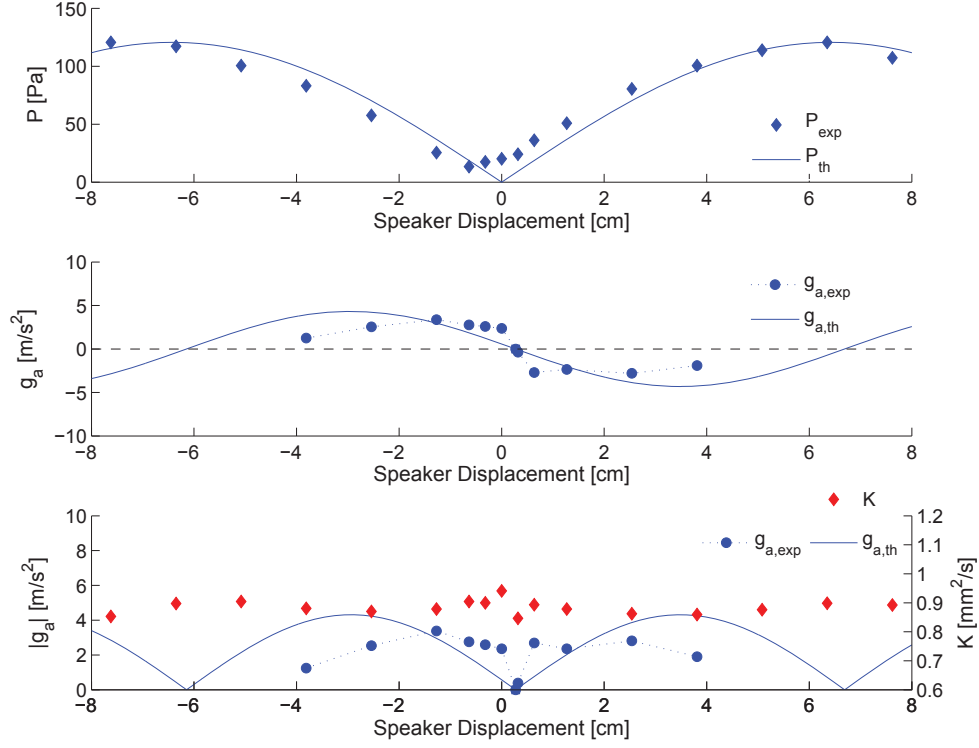 150
100
50
0
P [Pa]
P_exp
P_th
−8 −6 −4 −2 0 2 4 6 8
Speaker Displacement [cm]
10
5
0
−5
−10
g_a [m/s²]
g_a,exp
g_a,th
−8 −6 −4 −2 0 2 4 6 8
Speaker Displacement [cm]
K
10
8
6
4
2
0
|g_a| [m/s²]
g_a,exp g_a,th
1.2
1.1
1
0.9
0.8
0.7
0.6
K [mm²/s]
−8 −6 −4 −2 0 2 4 6 8
Speaker Displacement [cm]